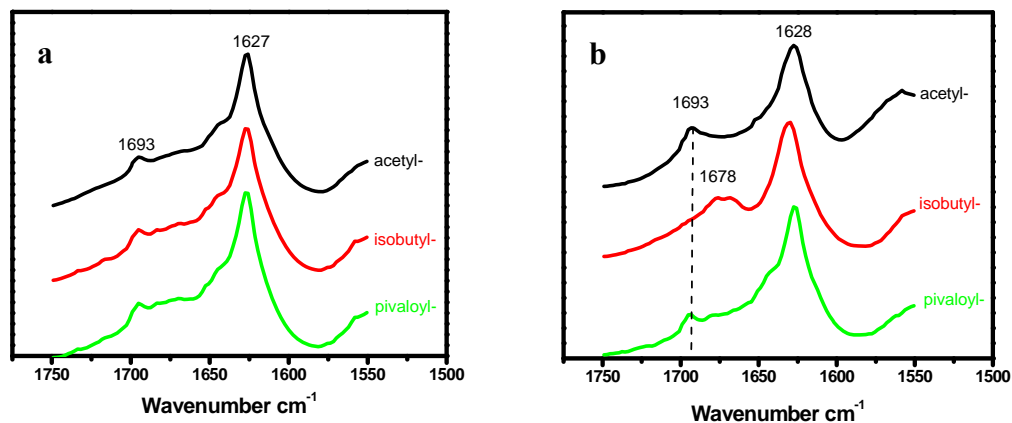 a
1627
1693
acetyl-
isobutyl-
pivaloyl-
1750 1700 1650 1600 1550 1500
Wavenumber cm-1
b
1628
1693
acetyl-
1678
isobutyl-
pivaloyl-
1750 1700 1650 1600 1550 1500
Wavenumber cm-1